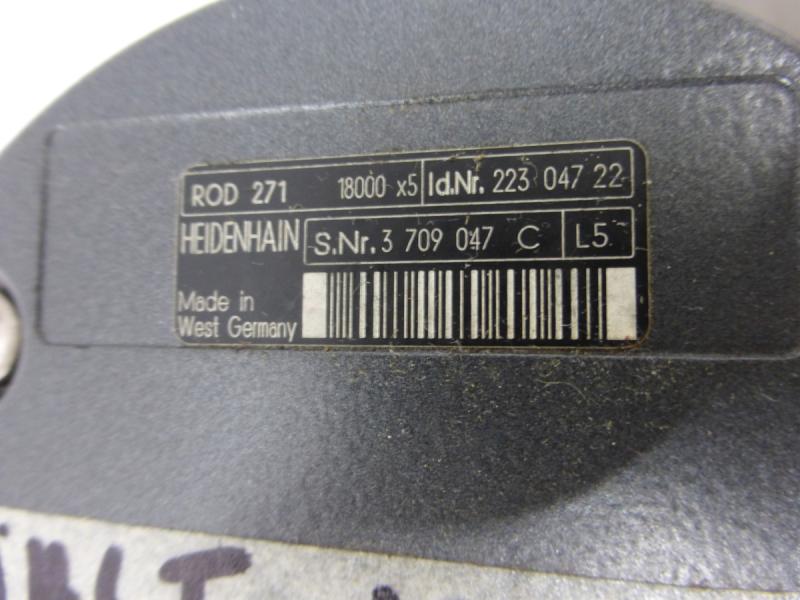 ROD 271 18000 x5 Id.Nr. 223 047 22
HEIDENHAIN S.Nr. 3 709 047 C L5
Made in
West Germany